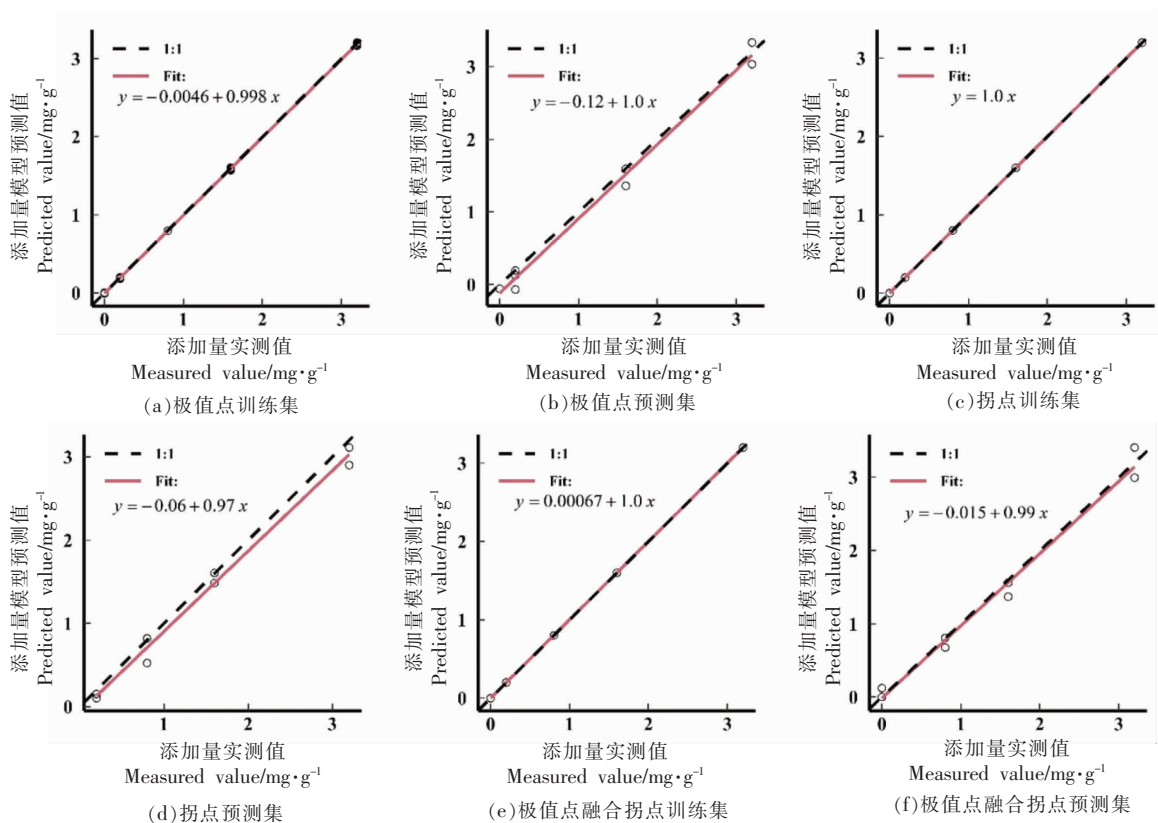 添加量模型预测值
Predicted value/mg·g⁻¹
3
2
1
0
1:1
Fit:
y = −0.0046 + 0.998 x
0 1 2 3
添加量实测值
Measured value/mg·g⁻¹
(a)极值点训练集
添加量模型预测值
Predicted value/mg·g⁻¹
3
2
1
0
1:1
Fit:
y = −0.12 + 1.0 x
0 1 2 3
添加量实测值
Measured value/mg·g⁻¹
(b)极值点预测集
添加量模型预测值
Predicted value/mg·g⁻¹
3
2
1
0
1:1
Fit:
y = 1.0 x
0 1 2 3
添加量实测值
Measured value/mg·g⁻¹
(c)拐点训练集
添加量模型预测值
Predicted value/mg·g⁻¹
3
2
1
0
1:1
Fit:
y = −0.06 + 0.97 x
1 2 3
添加量实测值
Measured value/mg·g⁻¹
(d)拐点预测集
添加量模型预测值
Predicted value/mg·g⁻¹
3
2
1
0
1:1
Fit:
y = 0.00067 + 1.0 x
0 1 2 3
添加量实测值
Measured value/mg·g⁻¹
(e)极值点融合拐点训练集
添加量模型预测值
Predicted value/mg·g⁻¹
3
2
1
0
1:1
Fit:
y = −0.015 + 0.99 x
0 1 2 3
添加量实测值
Measured value/mg·g⁻¹
(f)极值点融合拐点预测集